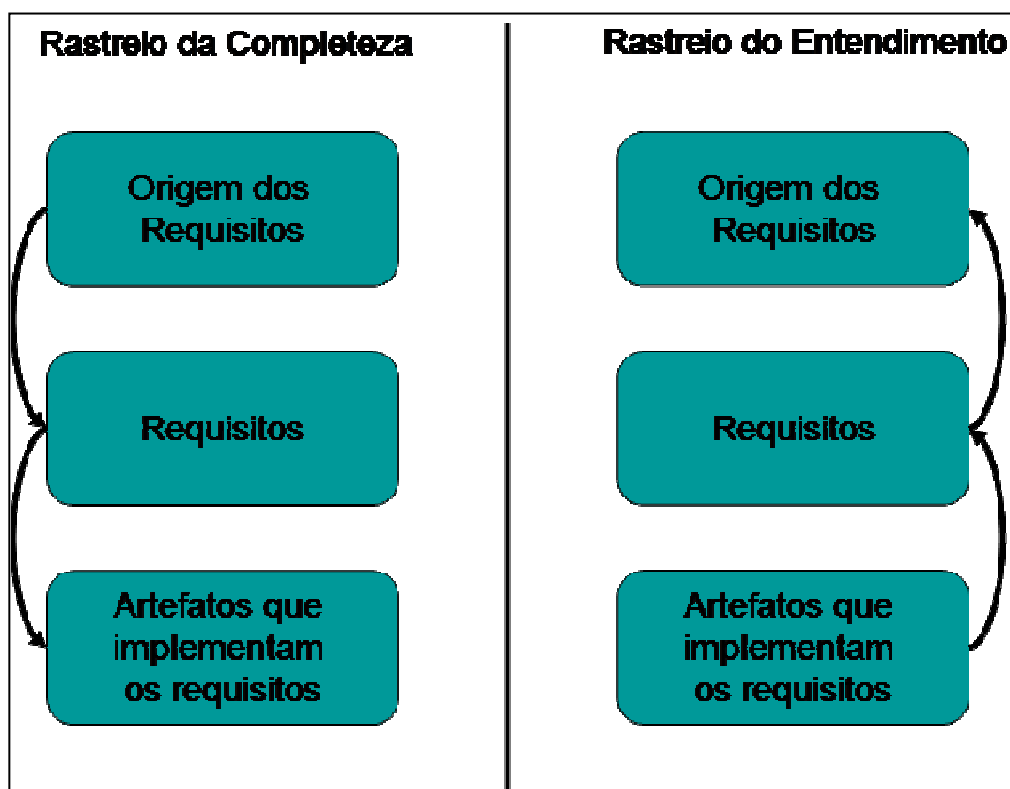 Rastreio da Completeza
Origem dos
Requisitos
Requisitos
Artefatos que
implementam
os requisitos
Rastreio do Entendimento
Origem dos
Requisitos
Requisitos
Artefatos que
implementam
os requisitos